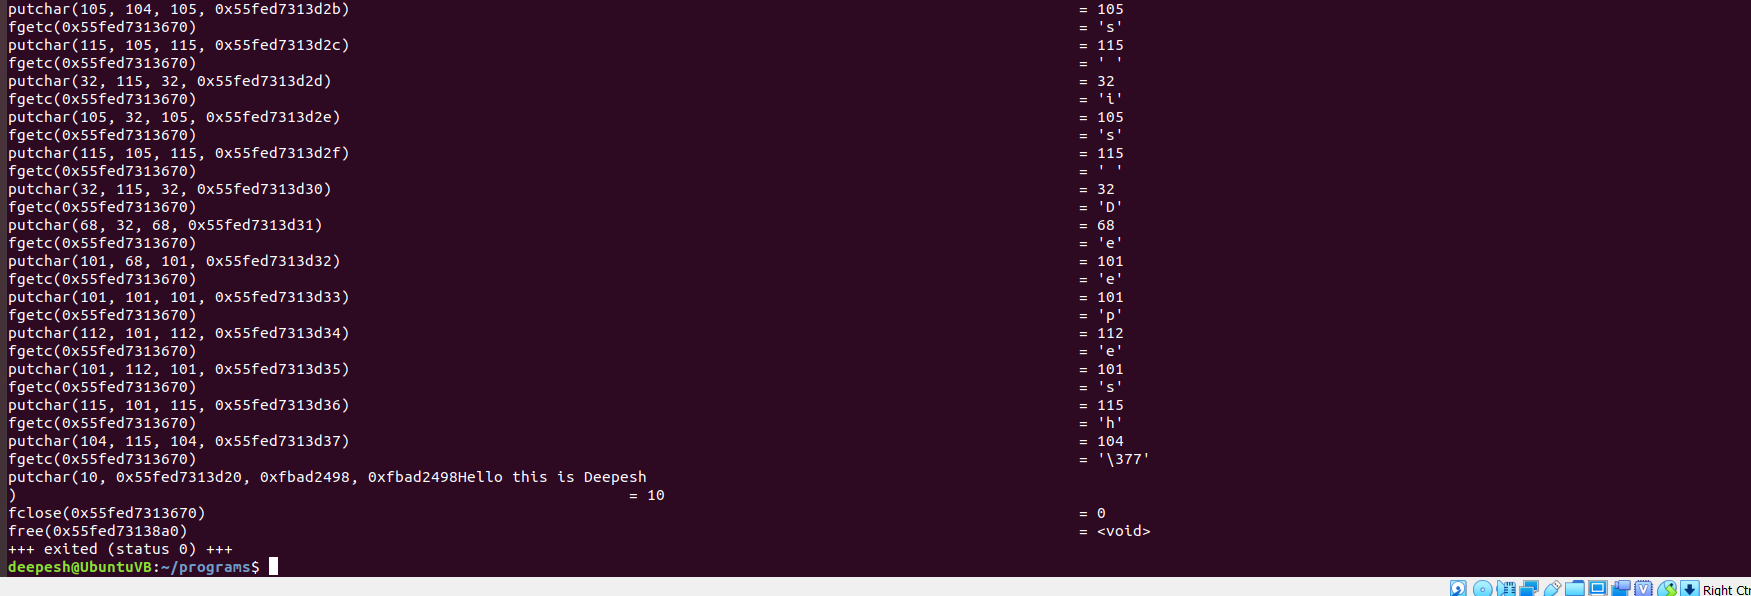 putchar(105, 104, 105, 0x55fed7313d2b) = 105
fgetc(0x55fed7313670) = 's'
putchar(115, 105, 115, 0x55fed7313d2c) = 115
fgetc(0x55fed7313670) = ' '
putchar(32, 115, 32, 0x55fed7313d2d) = 32
fgetc(0x55fed7313670) = 'i'
putchar(105, 32, 105, 0x55fed7313d2e) = 105
fgetc(0x55fed7313670) = 's'
putchar(115, 105, 115, 0x55fed7313d2f) = 115
fgetc(0x55fed7313670) = ' '
putchar(32, 115, 32, 0x55fed7313d30) = 32
fgetc(0x55fed7313670) = 'D'
putchar(68, 32, 68, 0x55fed7313d31) = 68
fgetc(0x55fed7313670) = 'e'
putchar(101, 68, 101, 0x55fed7313d32) = 101
fgetc(0x55fed7313670) = 'e'
putchar(101, 101, 101, 0x55fed7313d33) = 101
fgetc(0x55fed7313670) = 'p'
putchar(112, 101, 112, 0x55fed7313d34) = 112
fgetc(0x55fed7313670) = 'e'
putchar(101, 112, 101, 0x55fed7313d35) = 101
fgetc(0x55fed7313670) = 's'
putchar(115, 101, 115, 0x55fed7313d36) = 115
fgetc(0x55fed7313670) = 'h'
putchar(104, 115, 104, 0x55fed7313d37) = 104
fgetc(0x55fed7313670) = '\377'
putchar(10, 0x55fed7313d20, 0xfbad2498, 0xfbad2498Hello this is Deepesh
) = 10
fclose(0x55fed7313670) = 0
free(0x55fed73138a0) = <void>
+++ exited (status 0) +++
deepesh@UbuntuVB:~/programs$
Right Ctr